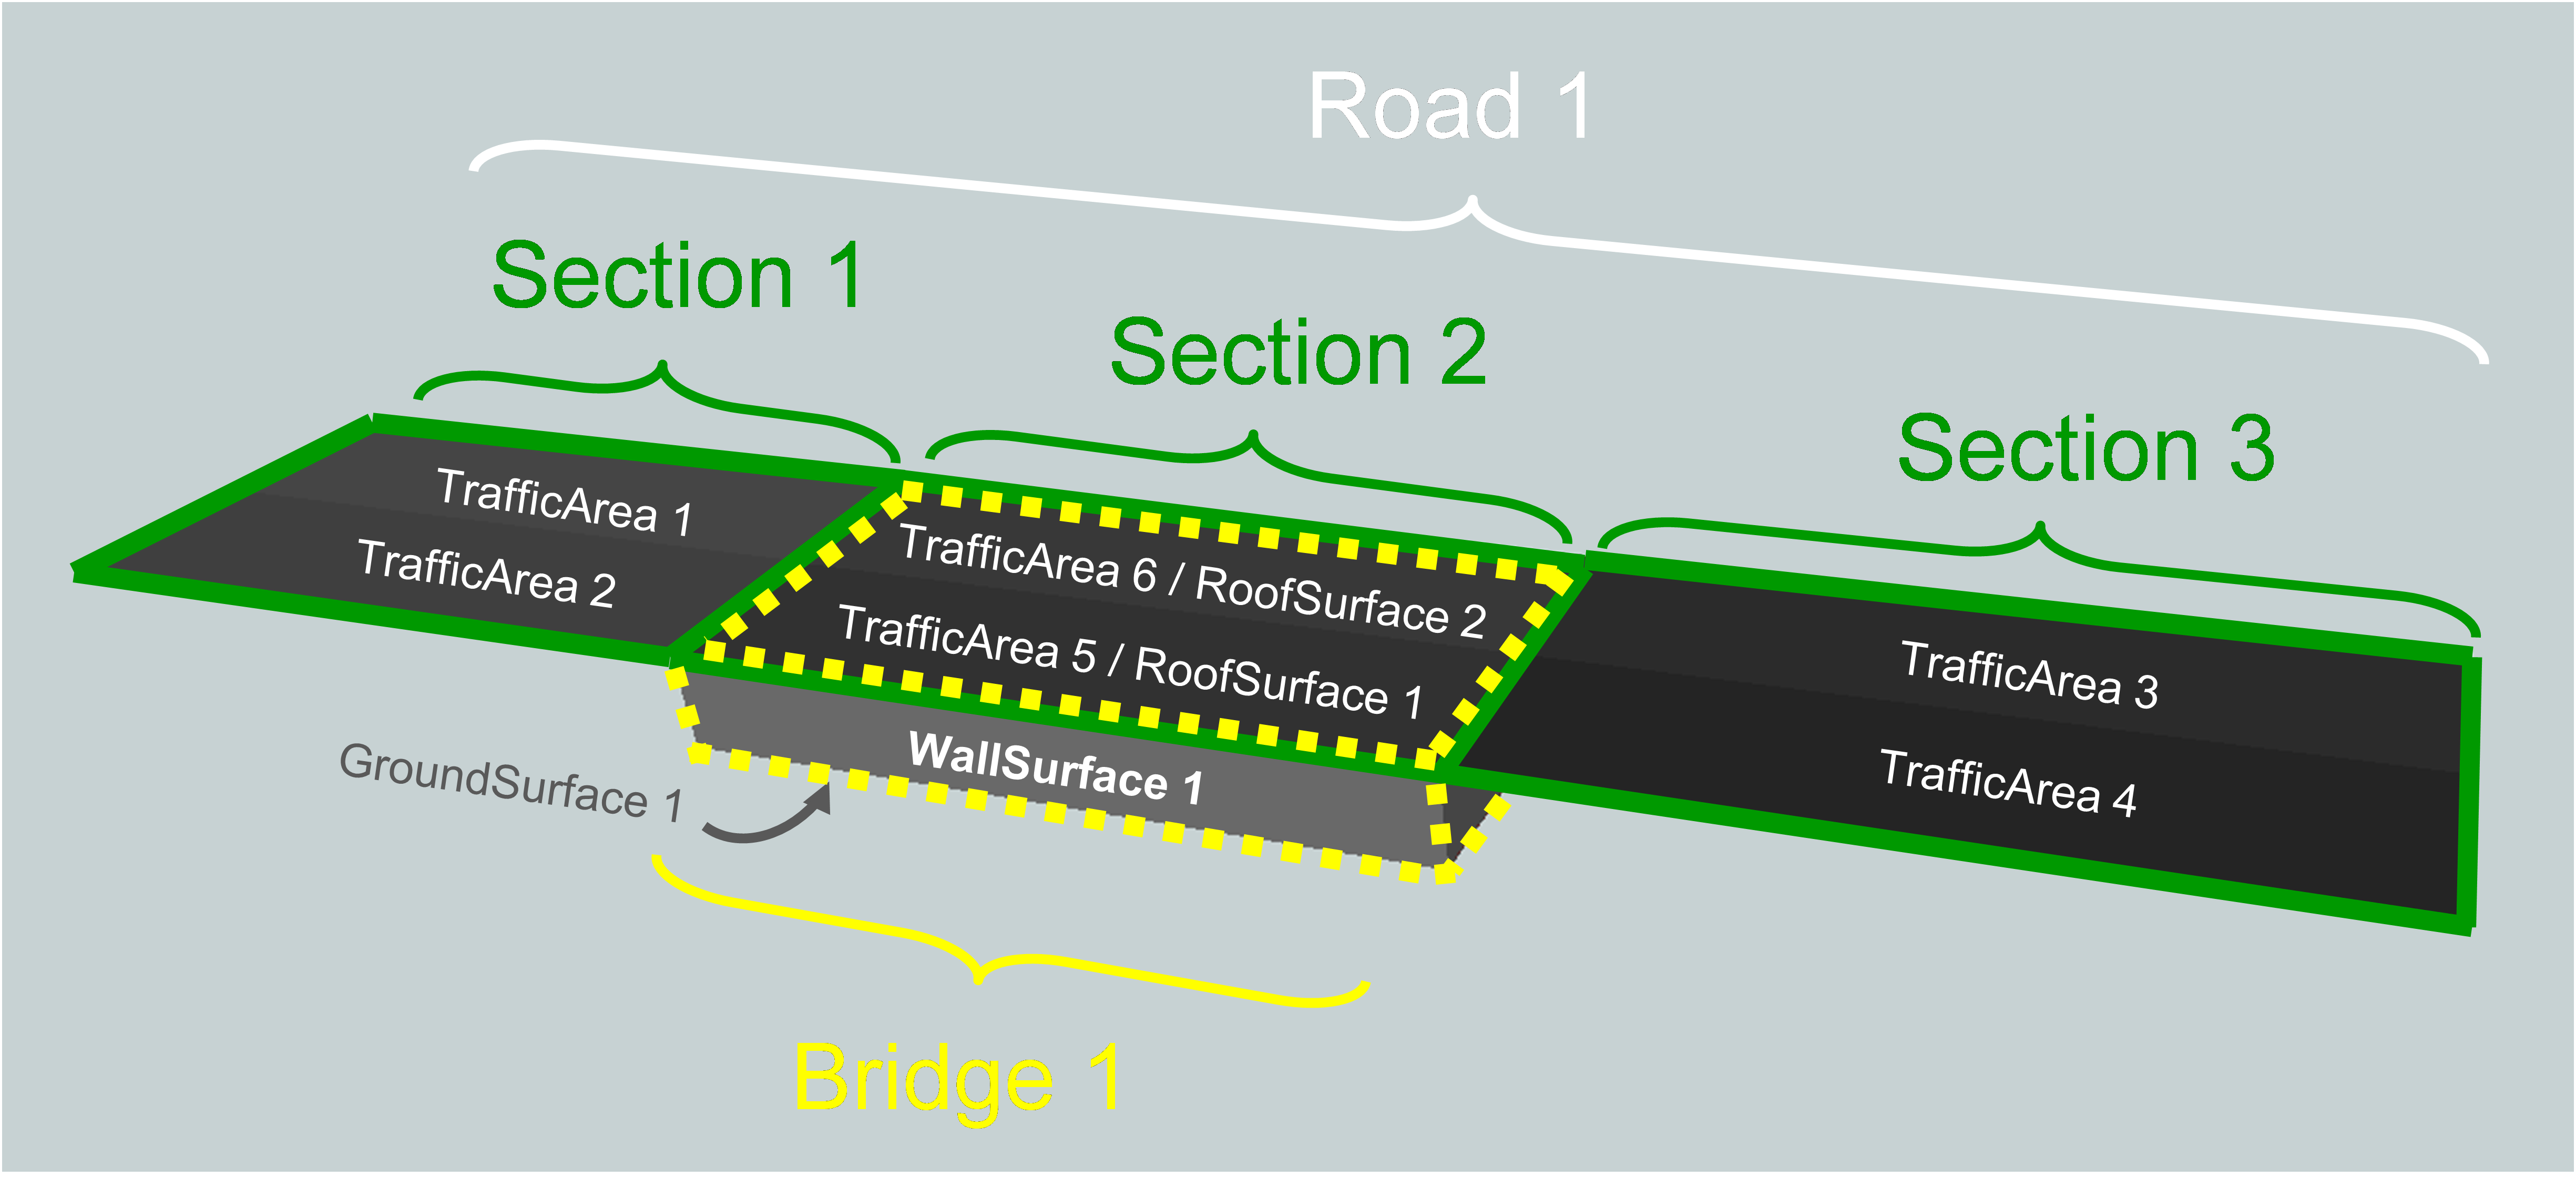 Road 1
Section 1
Section 2
Section 3
TrafficArea 1
TrafficArea 2
TrafficArea 6 / RoofSurface 2
TrafficArea 5 / RoofSurface 1
TrafficArea 3
TrafficArea 4
WallSurface 1
GroundSurface 1
Bridge 1